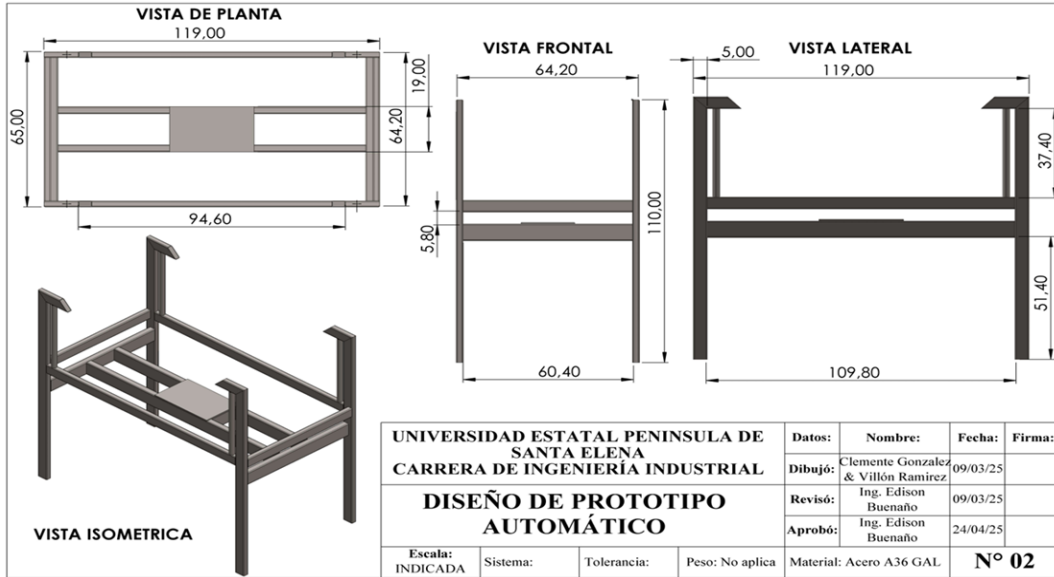 VISTA DE PLANTA
119,00
65,00
19,00
64,20
94,60
VISTA FRONTAL
64,20
110,00
5,80
60,40
VISTA LATERAL
5,00
119,00
37,40
51,40
109,80
VISTA ISOMETRICA
UNIVERSIDAD ESTATAL PENINSULA DE
SANTA ELENA
CARRERA DE INGENIERÍA INDUSTRIAL
DISEÑO DE PROTOTIPO
AUTOMÁTICO
Datos: Nombre: Fecha: Firma:
Dibujó: Clemente Gonzalez & Villón Ramirez 09/03/25
Revisó: Ing. Edison Buenaño 09/03/25
Aprobó: Ing. Edison Buenaño 24/04/25
Escala: INDICADA
Sistema:
Tolerancia:
Peso: No aplica
Material: Acero A36 GAL
N° 02